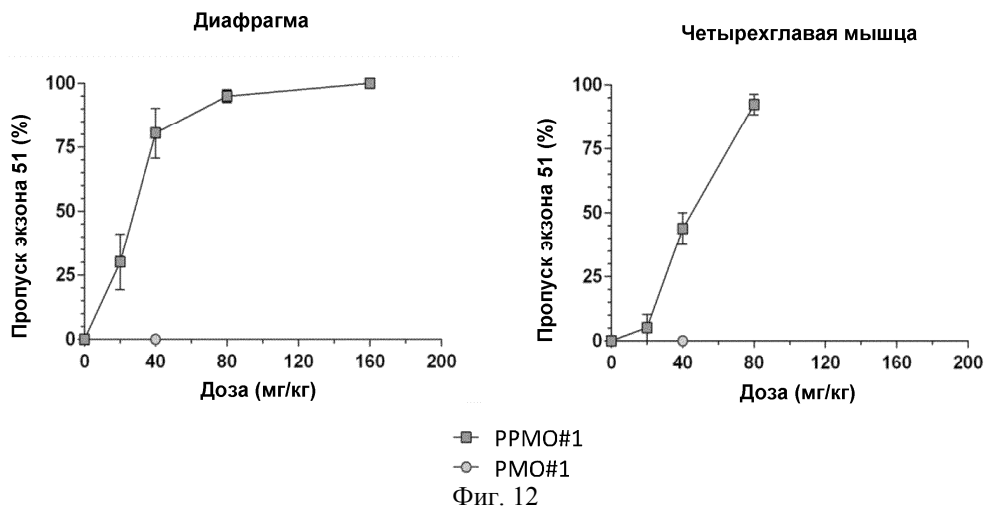 Диафрагма
Пропуск экзона 51 (%)
100
75
50
25
0
0 40 80 120 160 200
Доза (мг/кг)
Четырехглавая мышца
Пропуск экзона 51 (%)
100
75
50
25
0
0 40 80 120 160 200
Доза (мг/кг)
PPMO#1
PMO#1
Фиг. 12